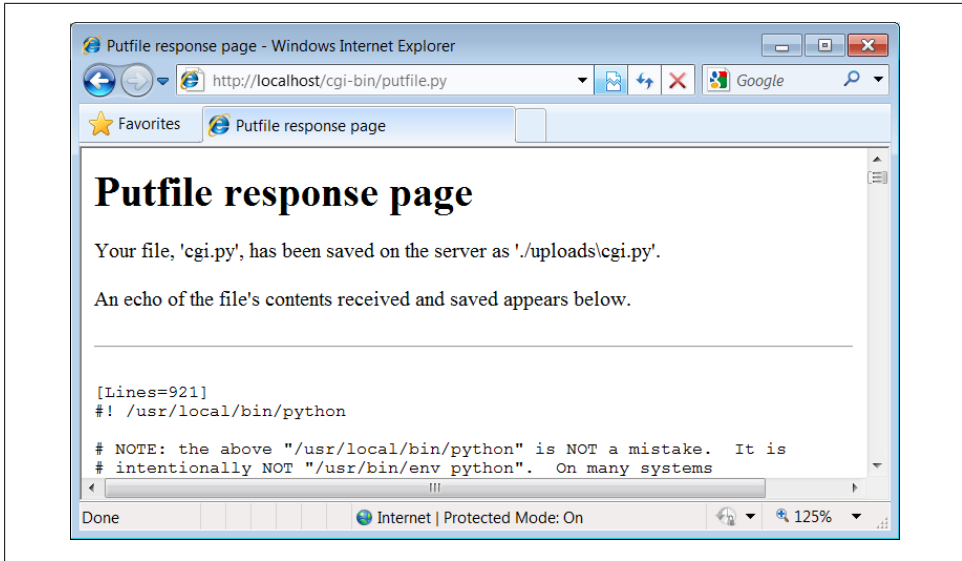 Putfile response page - Windows Internet Explorer
http://localhost/cgi-bin/putfile.py
Google
Favorites
Putfile response page
Putfile response page
Your file, 'cgi.py', has been saved on the server as './uploads\cgi.py'.
An echo of the file's contents received and saved appears below.
[Lines=921]
#! /usr/local/bin/python
# NOTE: the above "/usr/local/bin/python" is NOT a mistake.  It is
# intentionally NOT "/usr/bin/env python".  On many systems
Done
Internet | Protected Mode: On
125%